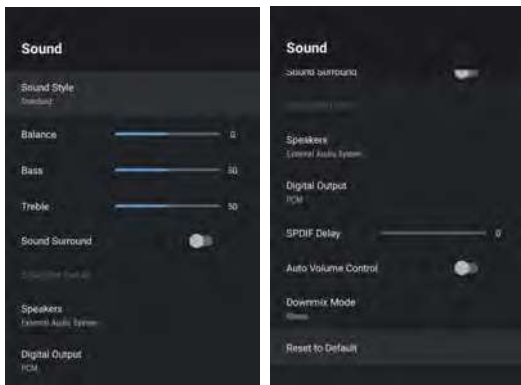 Sound
Sound Style
Standard
Balance 0
Bass 50
Treble 50
Sound Surround
Speakers
External Audio System
Digital Output
PCM
Sound
Sound Surround
Speakers
External Audio System
Digital Output
PCM
SPDIF Delay 0
Auto Volume Control
Downmix Mode
Stereo
Reset to Default